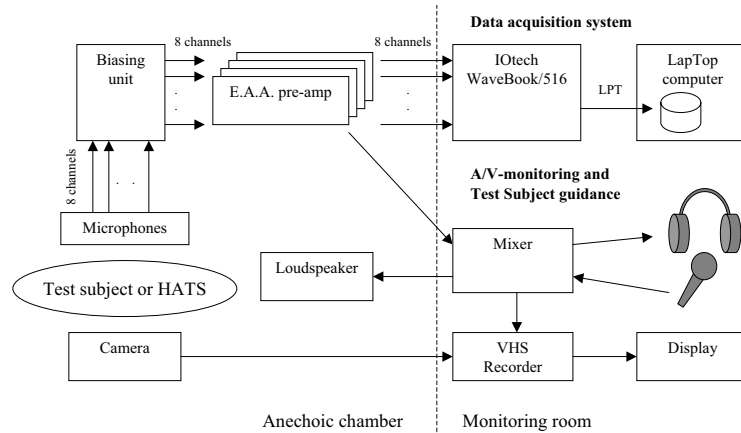 Data acquisition system
8 channels
8 channels
Biasing
unit
E.A.A. pre-amp
IOtech
WaveBook/516
LPT
LapTop
computer
8 channels
A/V-monitoring and
Test Subject guidance
Microphones
Mixer
Loudspeaker
Test subject or HATS
Camera
VHS
Recorder
Display
Anechoic chamber
Monitoring room